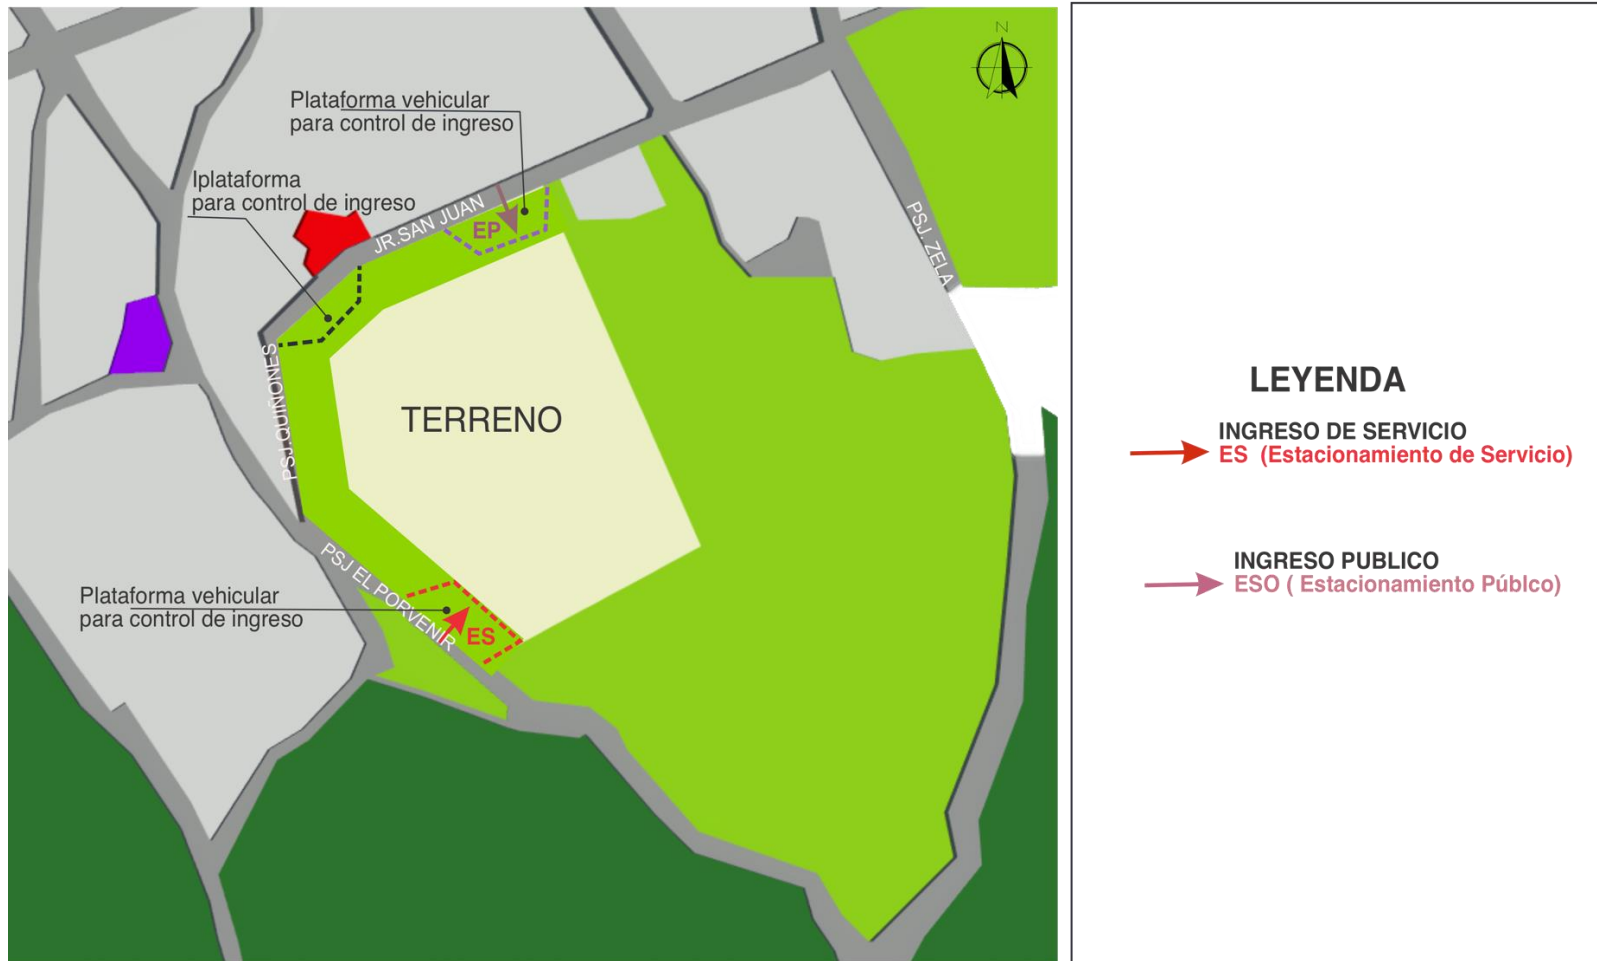 N
Plataforma vehicular
para control de ingreso
Iplataforma
para control de ingreso
JR.SAN JUAN
EP
PSJ. ZELA
PSJ.QUIÑONES
TERRENO
PSJ EL PORVENIR
Plataforma vehicular
para control de ingreso
ES
LEYENDA
INGRESO DE SERVICIO
ES (Estacionamiento de Servicio)
INGRESO PUBLICO
ESO ( Estacionamiento Públco)